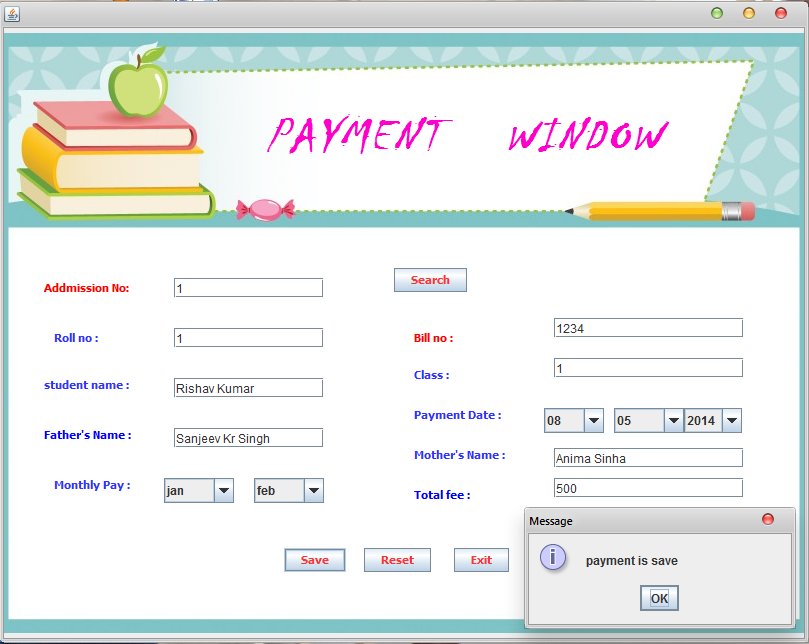 PAYMENT WINDOW
Addmission No: 1 Search
Roll no : 1
Bill no : 1234
student name : Rishav Kumar
Class : 1
Father's Name : Sanjeev Kr Singh
Payment Date : 08 05 2014
Mother's Name : Anima Sinha
Monthly Pay : jan feb
Total fee : 500
Save Reset Exit
Message
i payment is save
OK